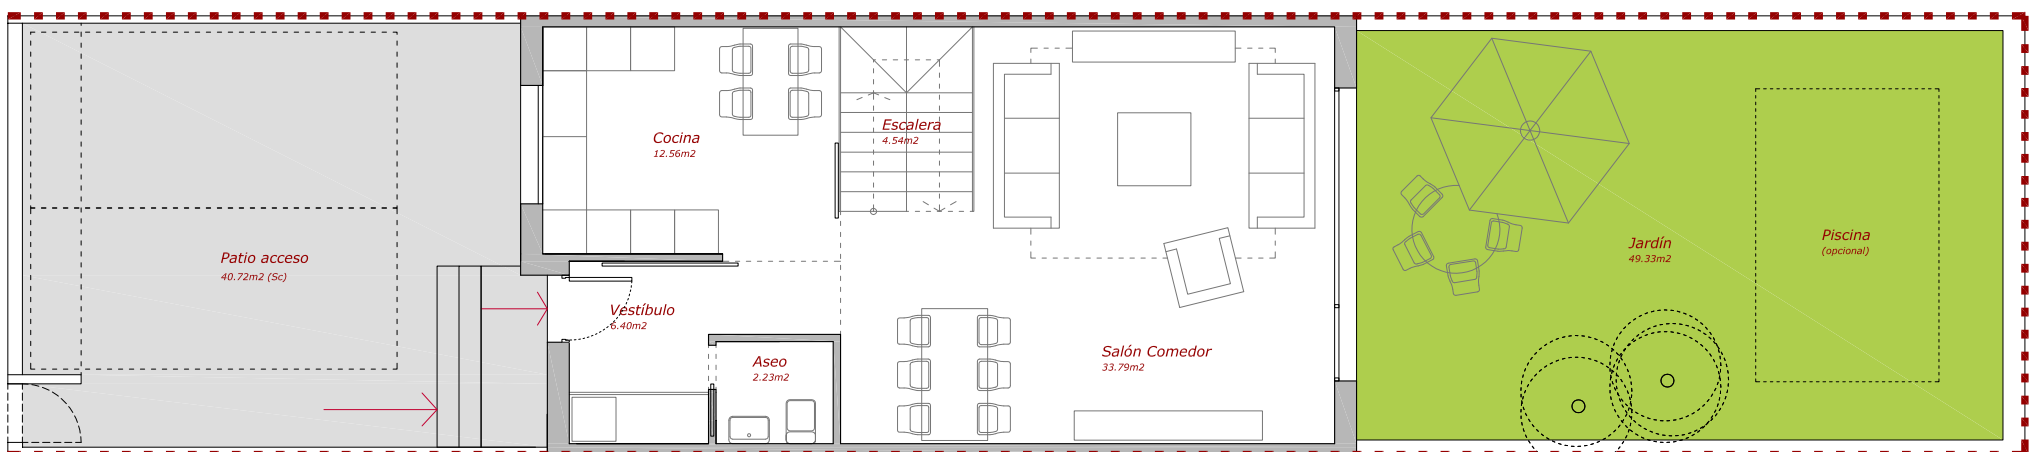 Patio acceso
40.72m2 (Sc)
Cocina
12.56m2
Escalera
4.54m2
Vestíbulo
6.40m2
Aseo
2.23m2
Salón Comedor
33.79m2
Jardín
49.33m2
Piscina
(opcional)